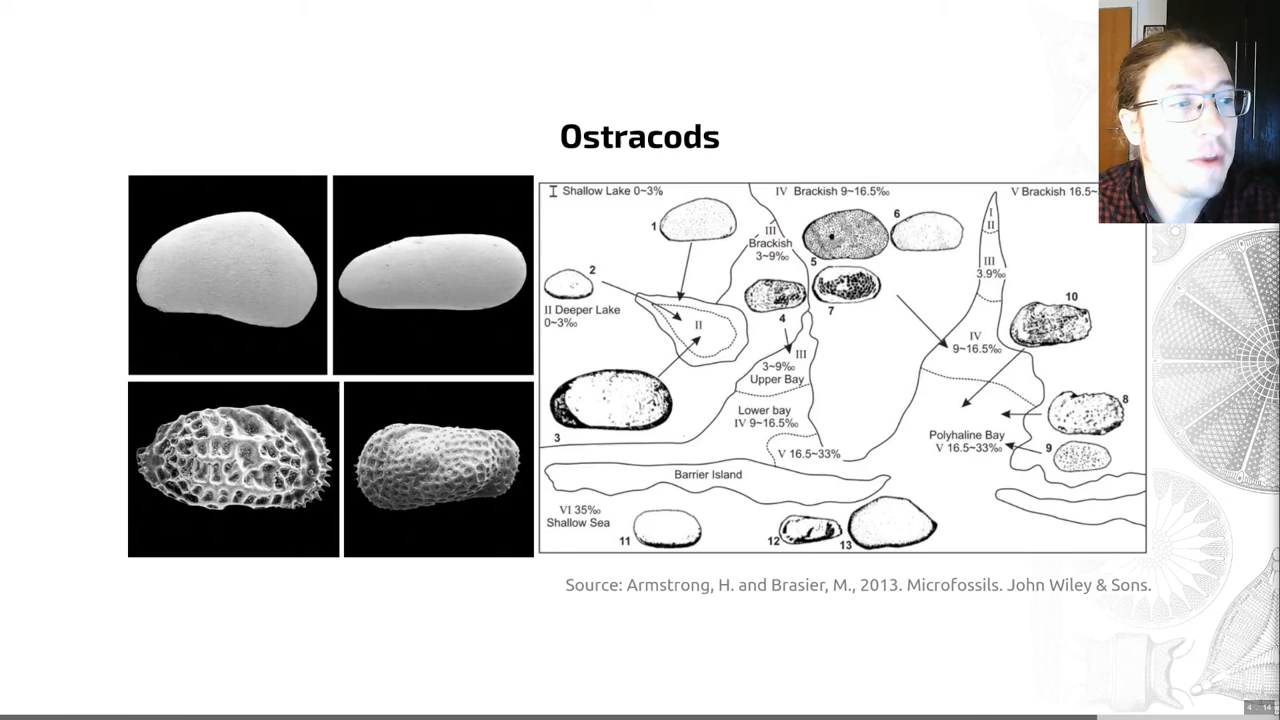 Ostracods
I Shallow Lake 0~3%
IV Brackish 9~16.5‰
V Brackish 16.5~
1
III
Brackish
3~9‰
5
6
I
II
III
3.9‰
2
II Deeper Lake
0~3‰
II
4
7
10
IV
9~16.5‰
III
3~9‰
Upper Bay
3
Lower bay
IV 9~16.5‰
V 16.5~33%
8
Polyhaline Bay
V 16.5~33‰
9
Barrier Island
VI 35‰
Shallow Sea
11
12
13
Source: Armstrong, H. and Brasier, M., 2013. Microfossils. John Wiley & Sons.
4 . 14